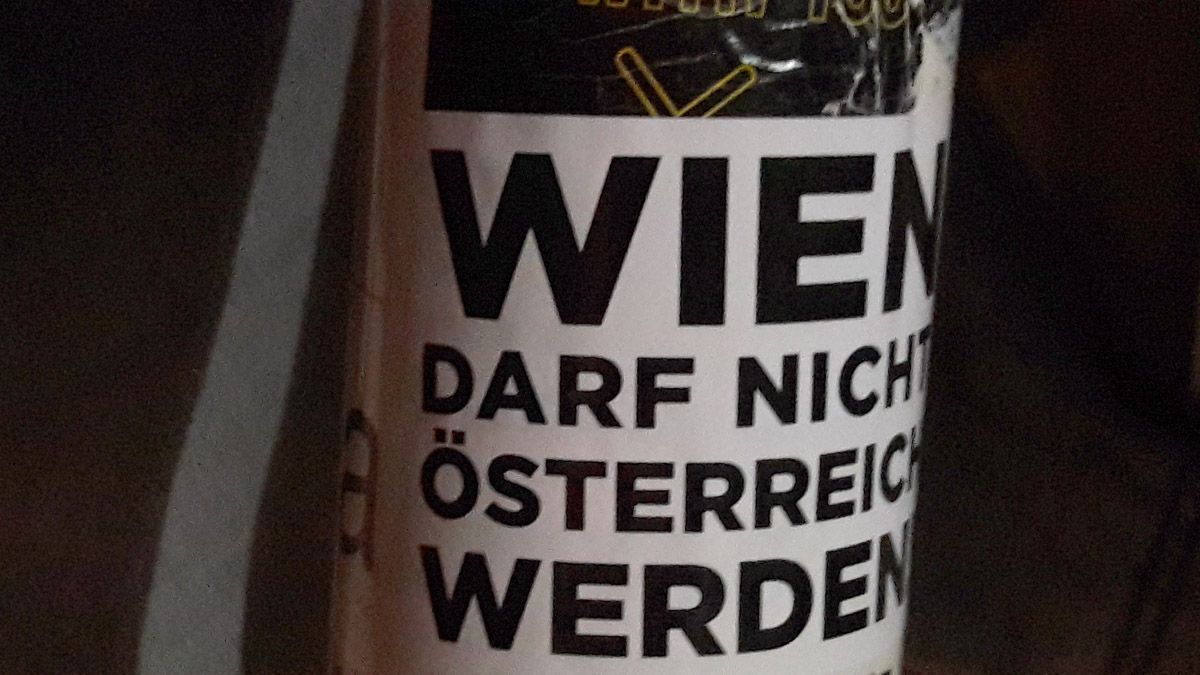 WIEN
DARF NICHT
ÖSTERREICH
WERDEN